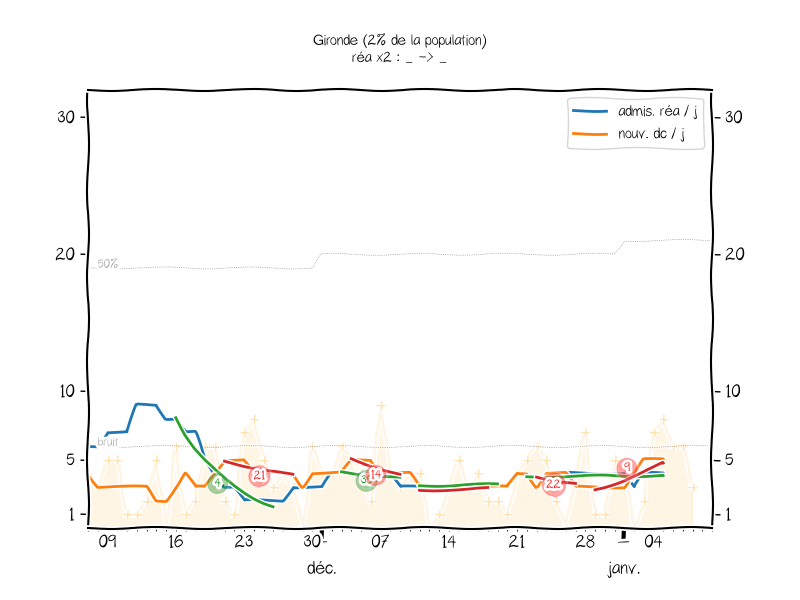 Gironde (2% de la population)
réa x2 : _ -> _
admis. réa / j
nouv. dc / j
30 30
20 20
50%
10 10
bruit
5 5
1 1
4 21 14 22 9
09 16 23 30 07 14 21 28 04
déc. janv.